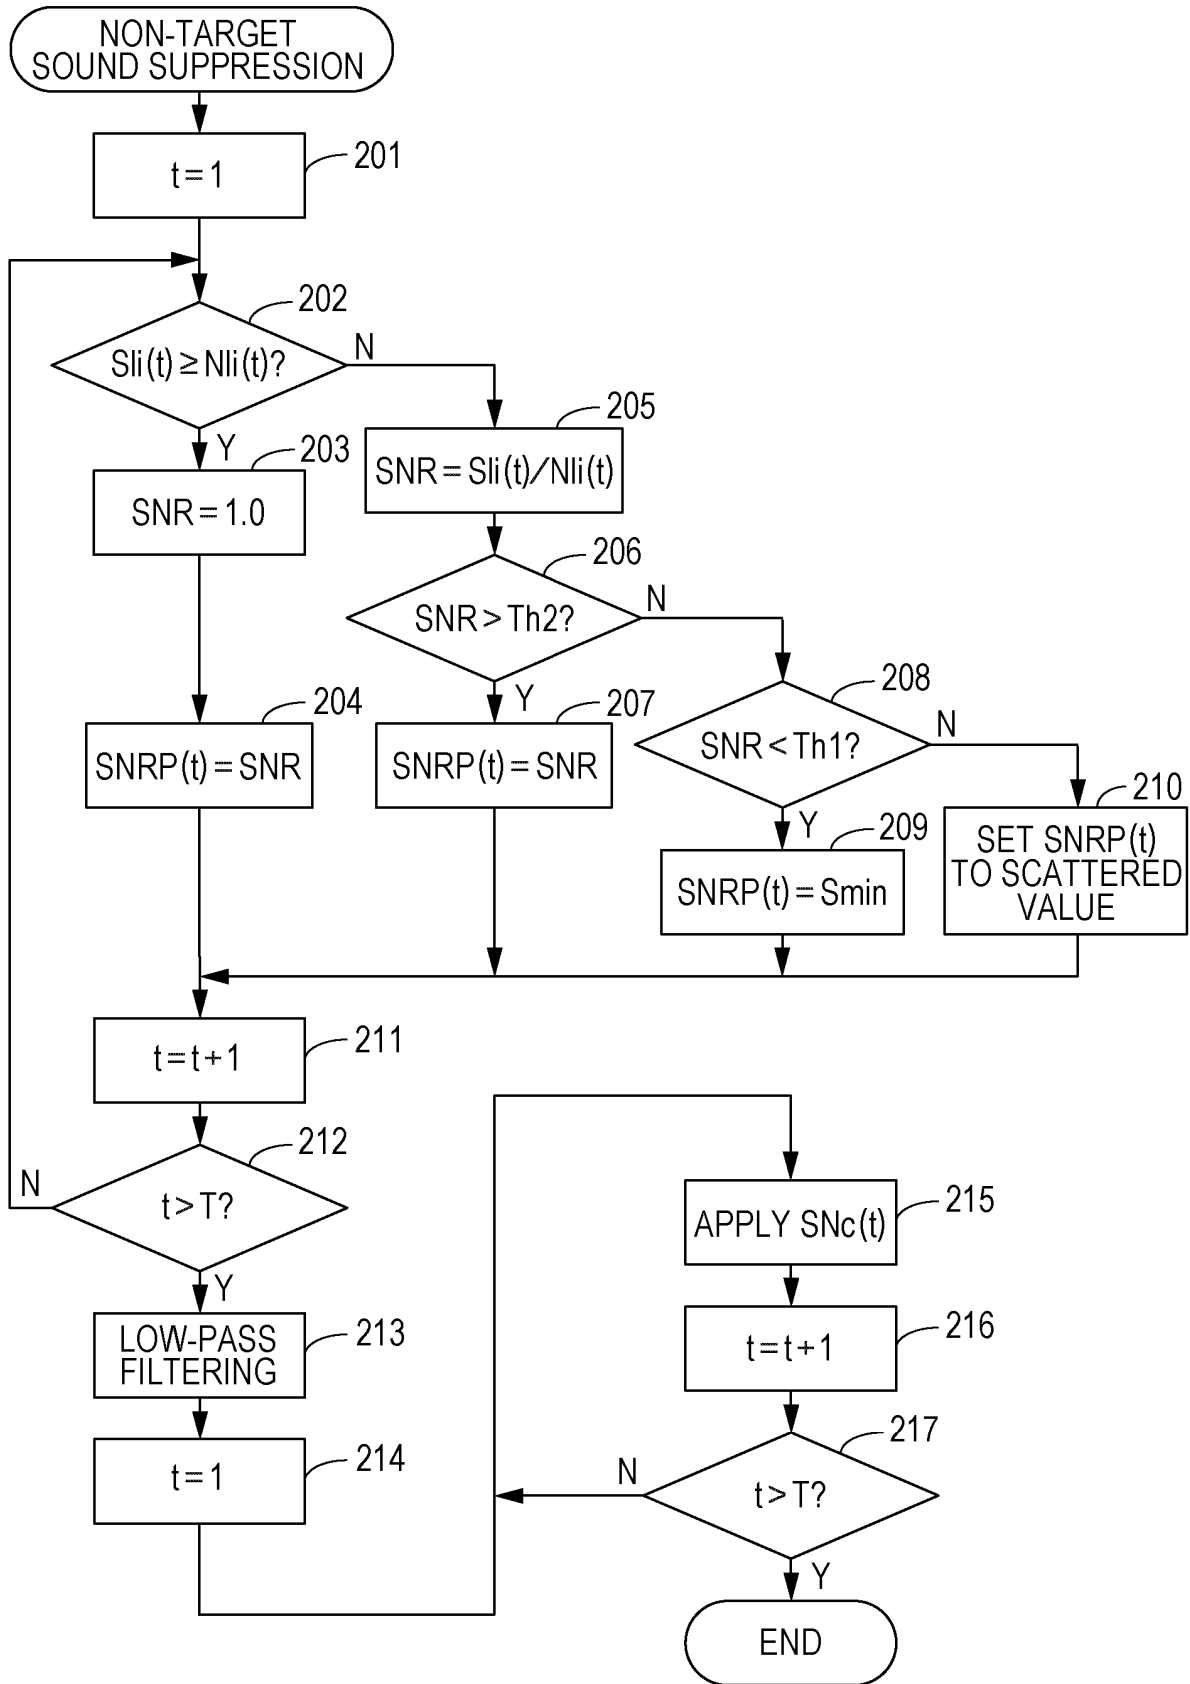 NON-TARGET
SOUND SUPPRESSION
201
t=1
202
Sli(t)≥Nli(t)?
N
Y
203
SNR=1.0
205
SNR=Sli(t)/Nli(t)
206
SNR>Th2?
N
Y
204
SNRP(t)=SNR
207
SNRP(t)=SNR
208
SNR<Th1?
N
Y
209
SNRP(t)=Smin
210
SET SNRP(t)
TO SCATTERED
VALUE
211
t=t+1
212
t>T?
N
Y
213
LOW-PASS
FILTERING
214
t=1
215
APPLY SNc(t)
216
t=t+1
217
t>T?
N
Y
END